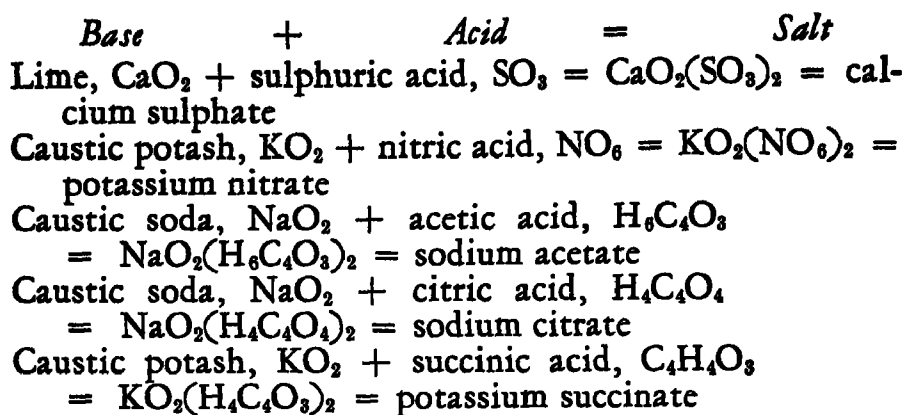 Base + Acid = Salt
Lime, CaO₂ + sulphuric acid, SO₃ = CaO₂(SO₃)₂ = cal-
cium sulphate
Caustic potash, KO₂ + nitric acid, NO₆ = KO₂(NO₆)₂ =
potassium nitrate
Caustic soda, NaO₂ + acetic acid, H₆C₄O₃
= NaO₂(H₆C₄O₃)₂ = sodium acetate
Caustic soda, NaO₂ + citric acid, H₄C₄O₄
= NaO₂(H₄C₄O₄)₂ = sodium citrate
Caustic potash, KO₂ + succinic acid, C₄H₄O₃
= KO₂(H₄C₄O₃)₂ = potassium succinate